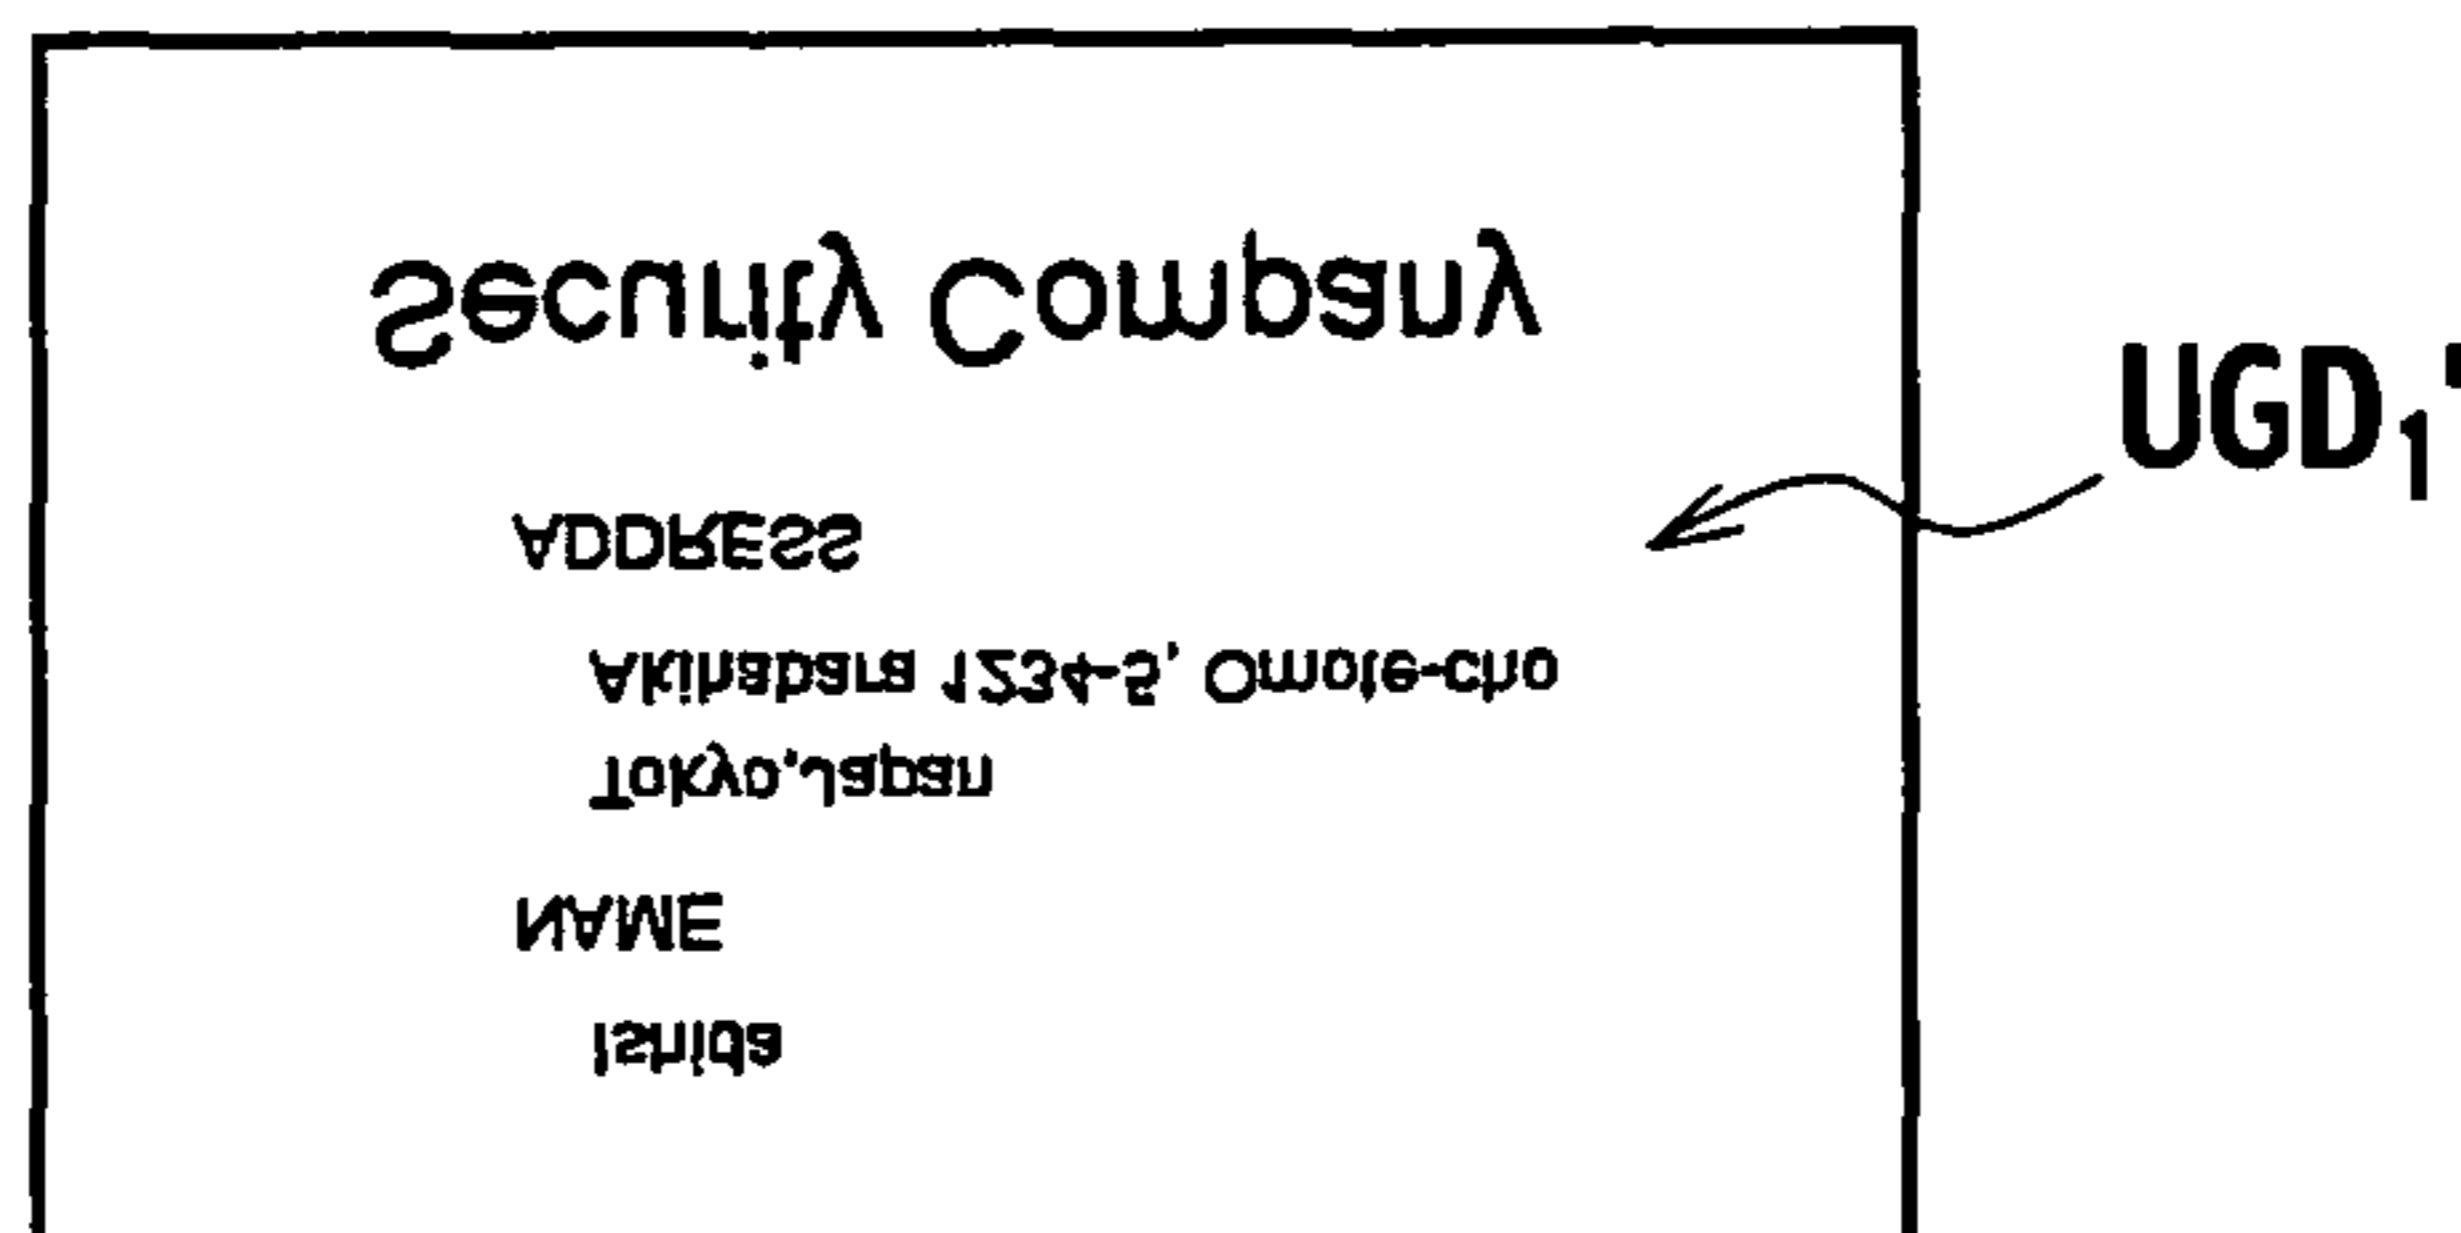 Security Company
UGD1'
ADDRESS
Akihabara 1234-5, Omote-cho
Tokyo,Japan
NAME
Ishida